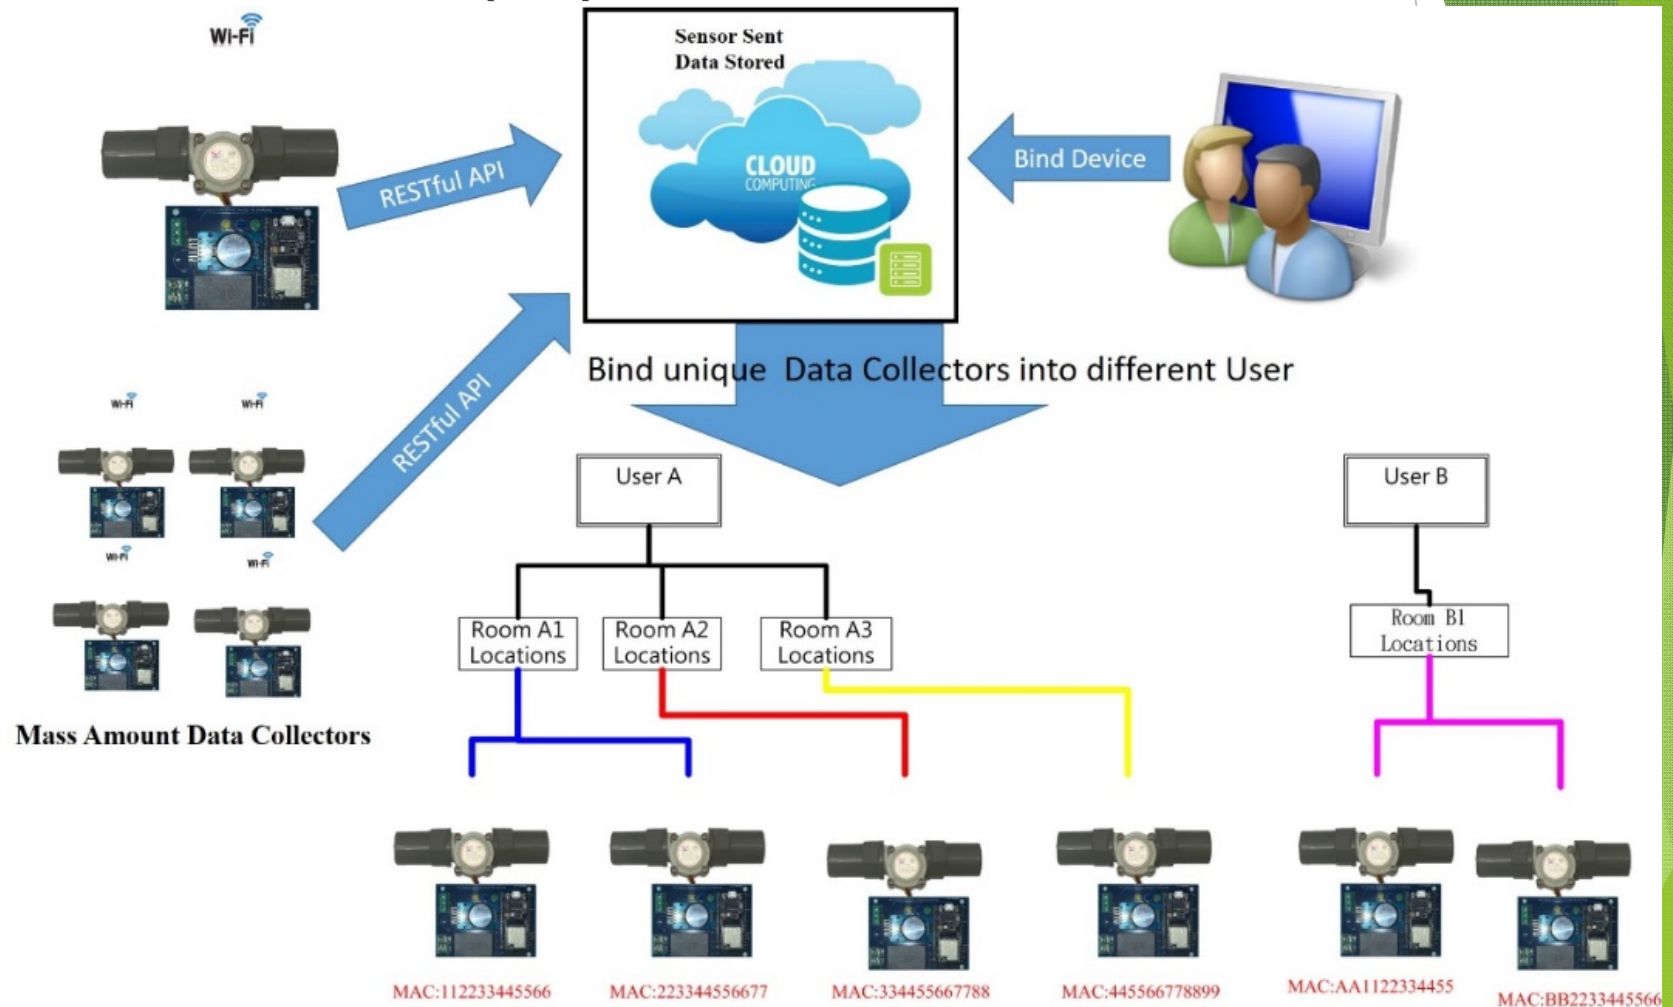 Wi-Fi
Sensor Sent
Data Stored
CLOUD
COMPUTING
RESTful API
Bind Device
RESTful API
Bind unique Data Collectors into different User
Wi-Fi
Wi-Fi
Wi-Fi
Wi-Fi
Mass Amount Data Collectors
User A
User B
Room A1
Locations
Room A2
Locations
Room A3
Locations
Room B1
Locations
MAC:112233445566
MAC:223344556677
MAC:334455667788
MAC:445566778899
MAC:AA1122334455
MAC:BB2233445566